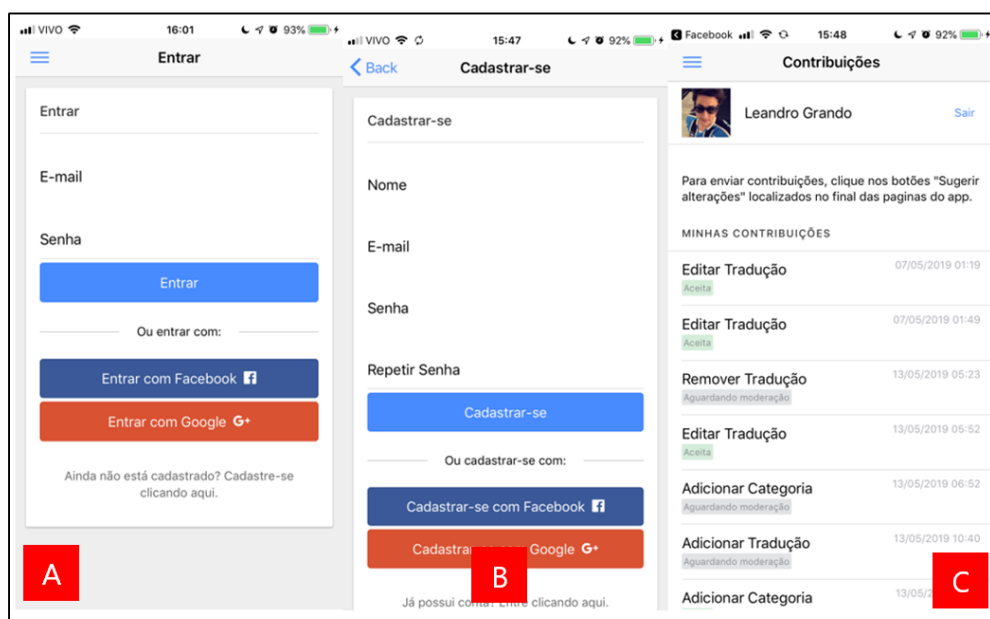 VIVO 16:01 93%
Entrar
Entrar
E-mail
Senha
Entrar
Ou entrar com:
Entrar com Facebook
Entrar com Google G+
Ainda não está cadastrado? Cadastre-se
clicando aqui.
A
VIVO 15:47 92%
Back Cadastrar-se
Cadastrar-se
Nome
E-mail
Senha
Repetir Senha
Cadastrar-se
Ou cadastrar-se com:
Cadastrar-se com Facebook
Google G+
Já possui clicando aqui.
B
Facebook 15:48 92%
Contribuições
Leandro Grando Sair
Para enviar contribuições, clique nos botões "Sugerir
alterações" localizados no final das paginas do app.
MINHAS CONTRIBUIÇÕES
Editar Tradução 07/05/2019 01:19
Aceita
Editar Tradução 07/05/2019 01:49
Aceita
Remover Tradução 13/05/2019 05:23
Aguardando moderação
Editar Tradução 13/05/2019 05:52
Aceita
Adicionar Categoria 13/05/2019 06:52
Aguardando moderação
Adicionar Tradução 13/05/2019 10:40
Aguardando moderação
Adicionar Categoria 13/05/2
C